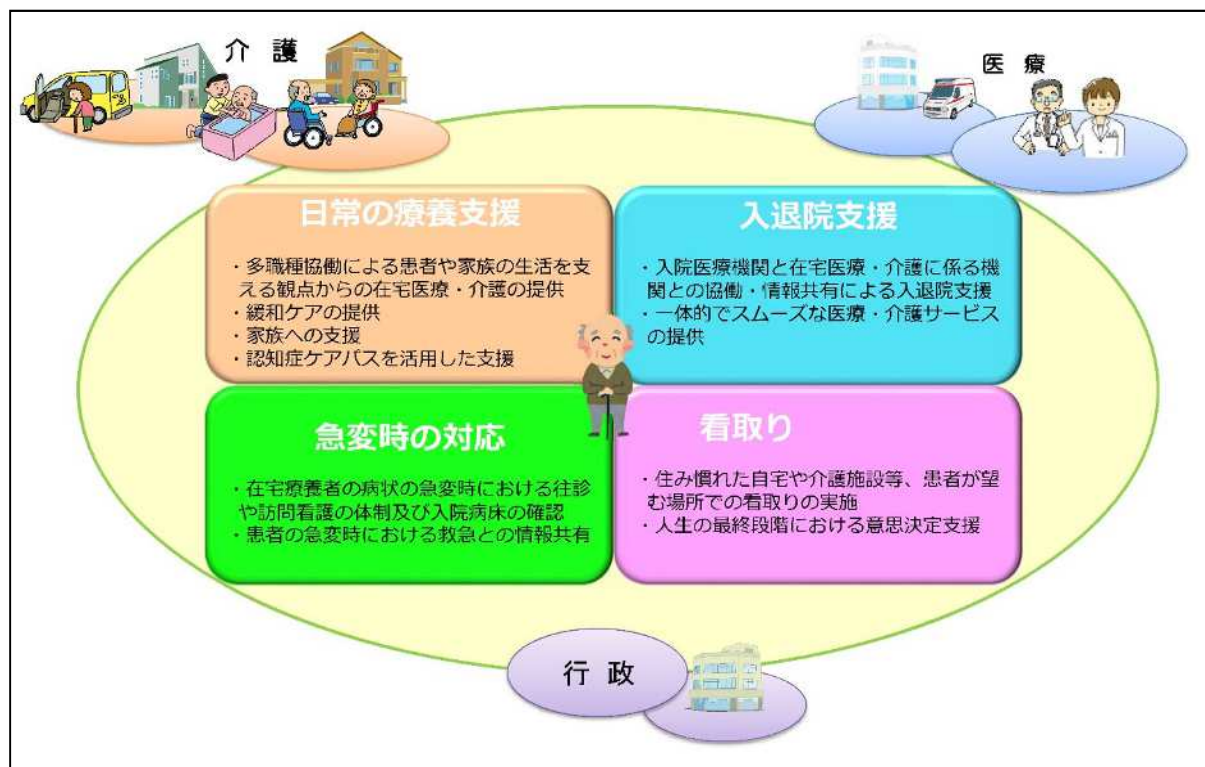 介 護
医 療
日常の療養支援
・多職種協働による患者や家族の生活を支
える観点からの在宅医療・介護の提供
・緩和ケアの提供
・家族への支援
・認知症ケアパスを活用した支援
入退院支援
・入院医療機関と在宅医療・介護に係る機
関との協働・情報共有による入退院支援
・一体的でスムーズな医療・介護サービス
の提供
急変時の対応
・在宅療養者の病状の急変時における往診
や訪問看護の体制及び入院病床の確認
・患者の急変時における救急との情報共有
看取り
・住み慣れた自宅や介護施設等、患者が望
む場所での看取りの実施
・人生の最終段階における意思決定支援
行 政